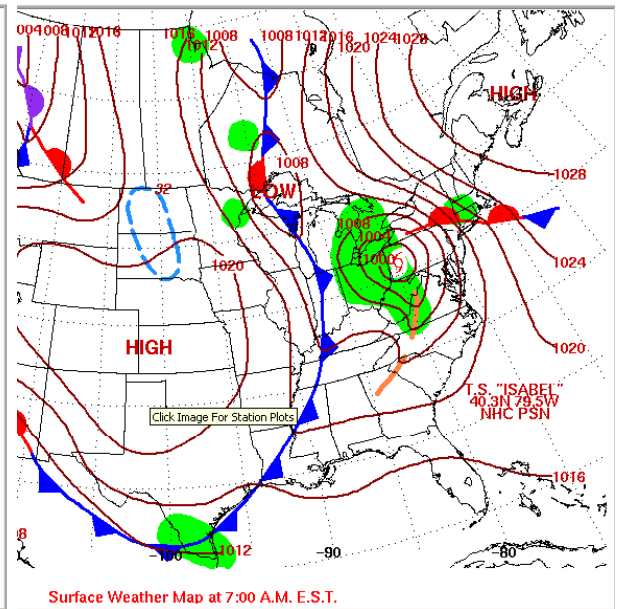 004 1008 1012 1016
1016 1008
1012
1008 1012 1016
1020
1024 1028
HIGH
1008
LOW
32
1028
1008
1004
1000
1024
1020
HIGH
1020
T.S. "ISABEL"
40.3N 79.5W
NHC PSN
Click Image For Station Plots
1016
8
1012
-100
-90
-80
Surface Weather Map at 7:00 A.M. E.S.T.